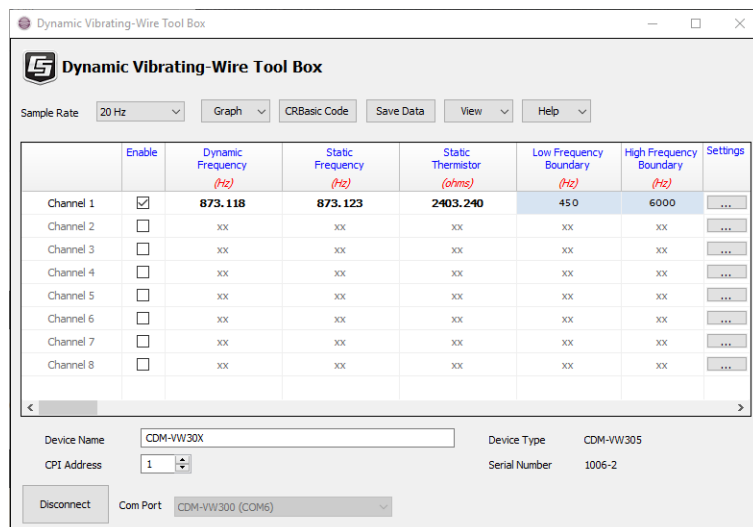 Dynamic Vibrating-Wire Tool Box
Dynamic Vibrating-Wire Tool Box
Sample Rate 20 Hz Graph CRBasic Code Save Data View Help
Enable Dynamic Frequency (Hz) Static Frequency (Hz) Static Thermistor (ohms) Low Frequency Boundary (Hz) High Frequency Boundary (Hz) Settings
Channel 1 873.118 873.123 2403.240 450 6000 ...
Channel 2 xx xx xx xx xx ...
Channel 3 xx xx xx xx xx ...
Channel 4 xx xx xx xx xx ...
Channel 5 xx xx xx xx xx ...
Channel 6 xx xx xx xx xx ...
Channel 7 xx xx xx xx xx ...
Channel 8 xx xx xx xx xx ...
Device Name CDM-VW30X Device Type CDM-VW305
CPI Address 1 Serial Number 1006-2
Disconnect Com Port CDM-VW300 (COM6)